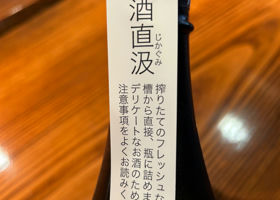 酒直汲
じかぐみ
搾りたてのフレッシュな
槽から直接、瓶に詰めま
デリケートなお酒のため
注意事項をよくお読みく